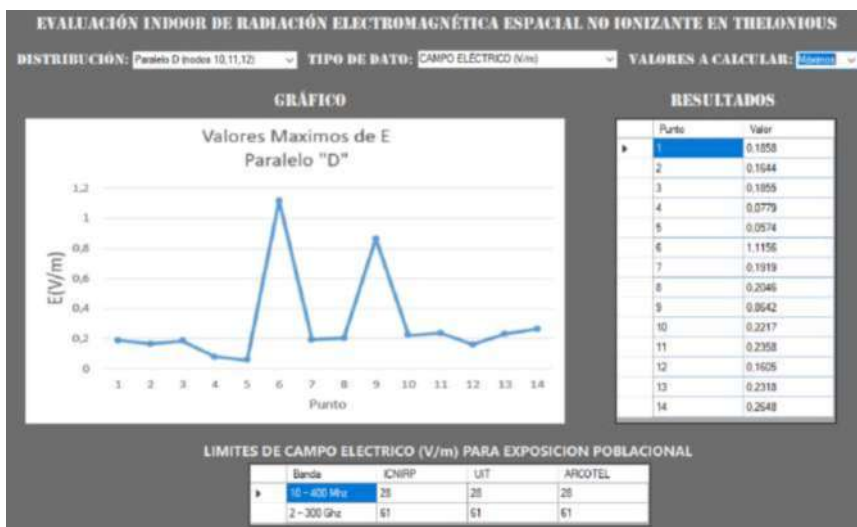 EVALUACIÓN INDOOR DE RADIACIÓN ELECTROMAGNÉTICA ESPACIAL NO IONIZANTE EN THELONIOUS
DISTRIBUCIÓN: Paralelo D (nodos 10,11,12) TIPO DE DATO: CAMPO ELÉCTRICO (V/m) VALORES A CALCULAR: Máximos
GRÁFICO
Valores Maximos de E
Paralelo "D"
1,2
1
0,8
0,6
0,4
0,2
0
E(V/m)
1 2 3 4 5 6 7 8 9 10 11 12 13 14
Punto
RESULTADOS
Punto Valor
1 0.1858
2 0.1644
3 0.1855
4 0.0779
5 0.0574
6 1.1156
7 0.1919
8 0.2046
9 0.8642
10 0.2217
11 0.2358
12 0.1605
13 0.2318
14 0.2648
LIMITES DE CAMPO ELECTRICO (V/m) PARA EXPOSICION POBLACIONAL
Banda ICNIRP UIT ARCOTEL
10 - 400 Mhz 28 28 28
2 - 300 Ghz 61 61 61